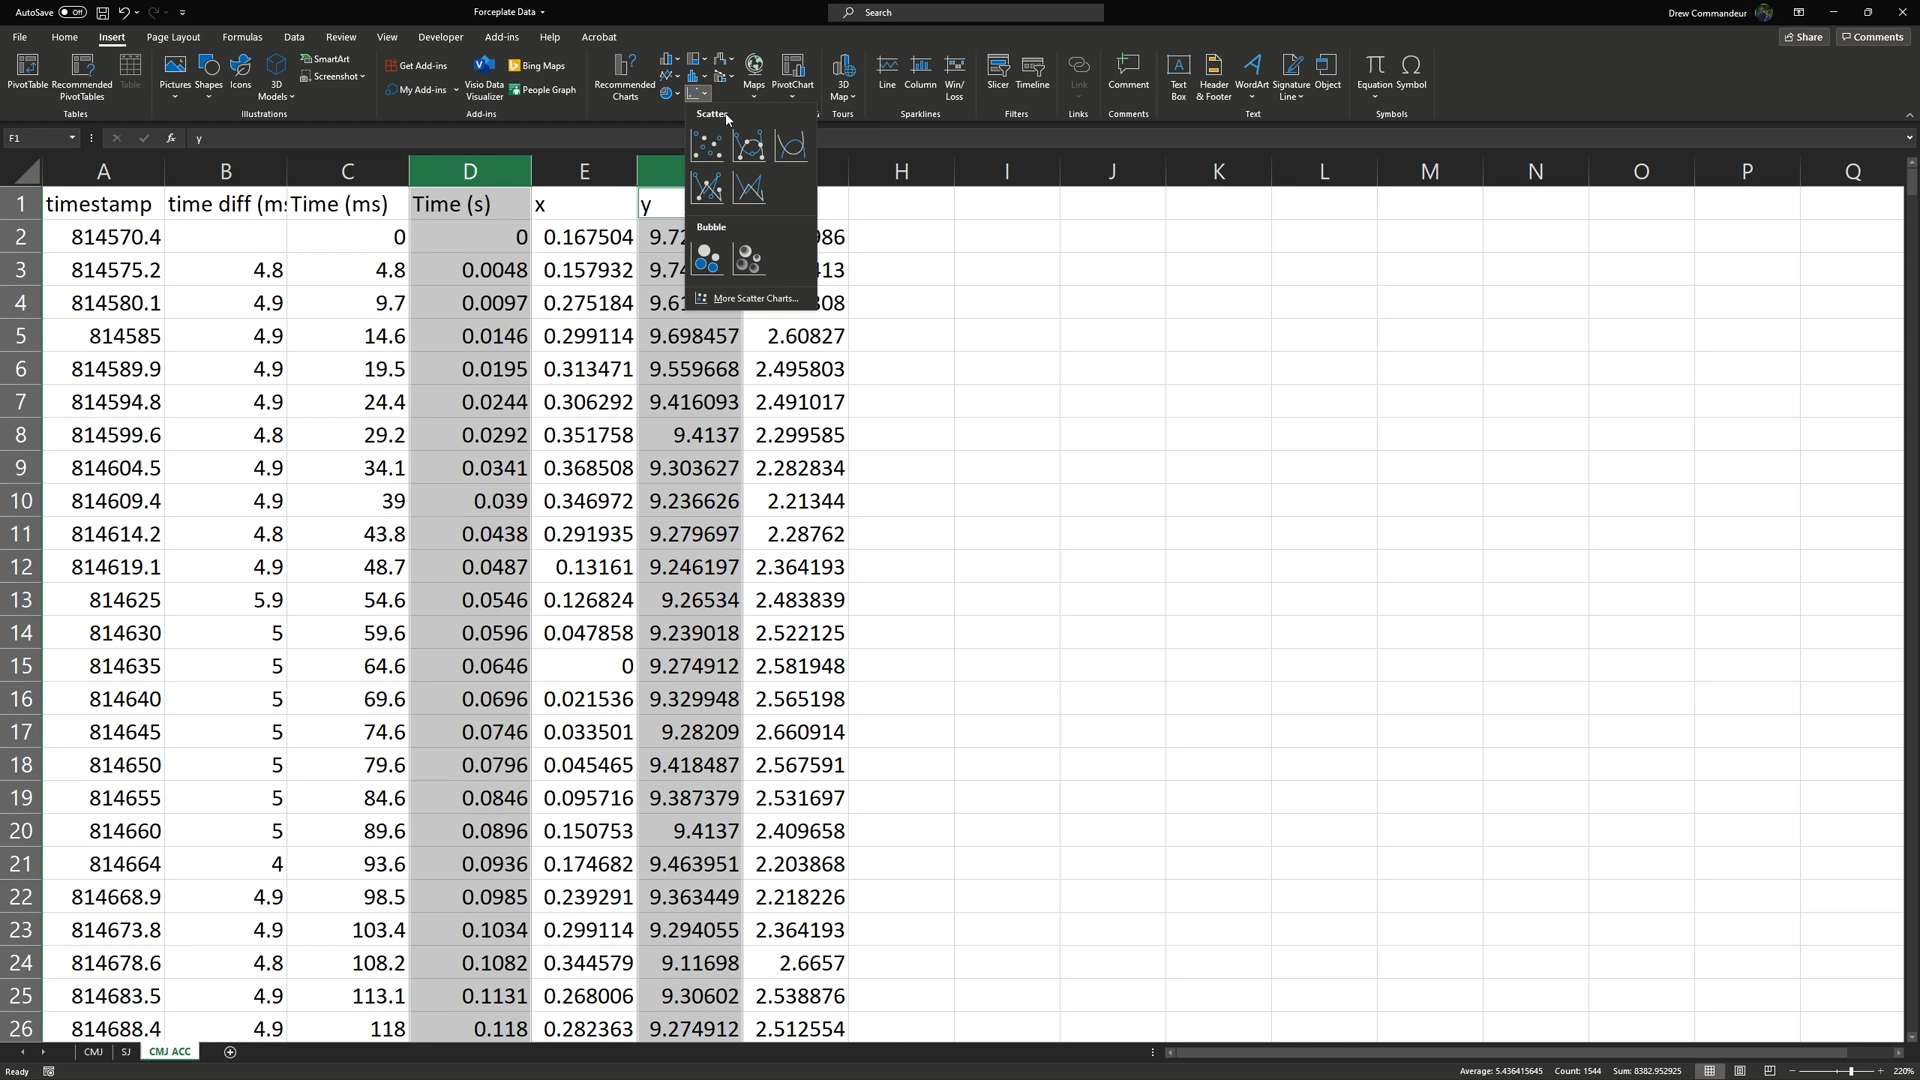 AutoSave Off Forceplate Data Search Drew Commandeur
File Home Insert Page Layout Formulas Data Review View Developer Add-ins Help Acrobat Share Comments
PivotTable Recommended PivotTables Table Pictures Shapes Icons 3D Models SmartArt Screenshot Get Add-ins My Add-ins Visio Data Visualizer Bing Maps People Graph Recommended Charts Maps PivotChart 3D Map Line Column Win/Loss Slicer Timeline Link Comment Text Box Header & Footer WordArt Signature Line Object Equation Symbol
Tables Illustrations Add-ins Tours Sparklines Filters Links Comments Text Symbols
Scatter
Bubble
More Scatter Charts...
F1 fx y
A B C D E H I J K L M N O P Q
1 timestamp time diff (ms Time (ms) Time (s) x y
2 814570.4 0 0 0.167504 9.72 986
3 814575.2 4.8 4.8 0.0048 0.157932 9.74 413
4 814580.1 4.9 9.7 0.0097 0.275184 9.61 308
5 814585 4.9 14.6 0.0146 0.299114 9.698457 2.60827
6 814589.9 4.9 19.5 0.0195 0.313471 9.559668 2.495803
7 814594.8 4.9 24.4 0.0244 0.306292 9.416093 2.491017
8 814599.6 4.8 29.2 0.0292 0.351758 9.4137 2.299585
9 814604.5 4.9 34.1 0.0341 0.368508 9.303627 2.282834
10 814609.4 4.9 39 0.039 0.346972 9.236626 2.21344
11 814614.2 4.8 43.8 0.0438 0.291935 9.279697 2.28762
12 814619.1 4.9 48.7 0.0487 0.13161 9.246197 2.364193
13 814625 5.9 54.6 0.0546 0.126824 9.26534 2.483839
14 814630 5 59.6 0.0596 0.047858 9.239018 2.522125
15 814635 5 64.6 0.0646 0 9.274912 2.581948
16 814640 5 69.6 0.0696 0.021536 9.329948 2.565198
17 814645 5 74.6 0.0746 0.033501 9.28209 2.660914
18 814650 5 79.6 0.0796 0.045465 9.418487 2.567591
19 814655 5 84.6 0.0846 0.095716 9.387379 2.531697
20 814660 5 89.6 0.0896 0.150753 9.4137 2.409658
21 814664 4 93.6 0.0936 0.174682 9.463951 2.203868
22 814668.9 4.9 98.5 0.0985 0.239291 9.363449 2.218226
23 814673.8 4.9 103.4 0.1034 0.299114 9.294055 2.364193
24 814678.6 4.8 108.2 0.1082 0.344579 9.11698 2.6657
25 814683.5 4.9 113.1 0.1131 0.268006 9.30602 2.538876
26 814688.4 4.9 118 0.118 0.282363 9.274912 2.512554
CMJ SJ CMJ ACC
Ready Average: 5.436415645 Count: 1544 Sum: 8382.952925 220%